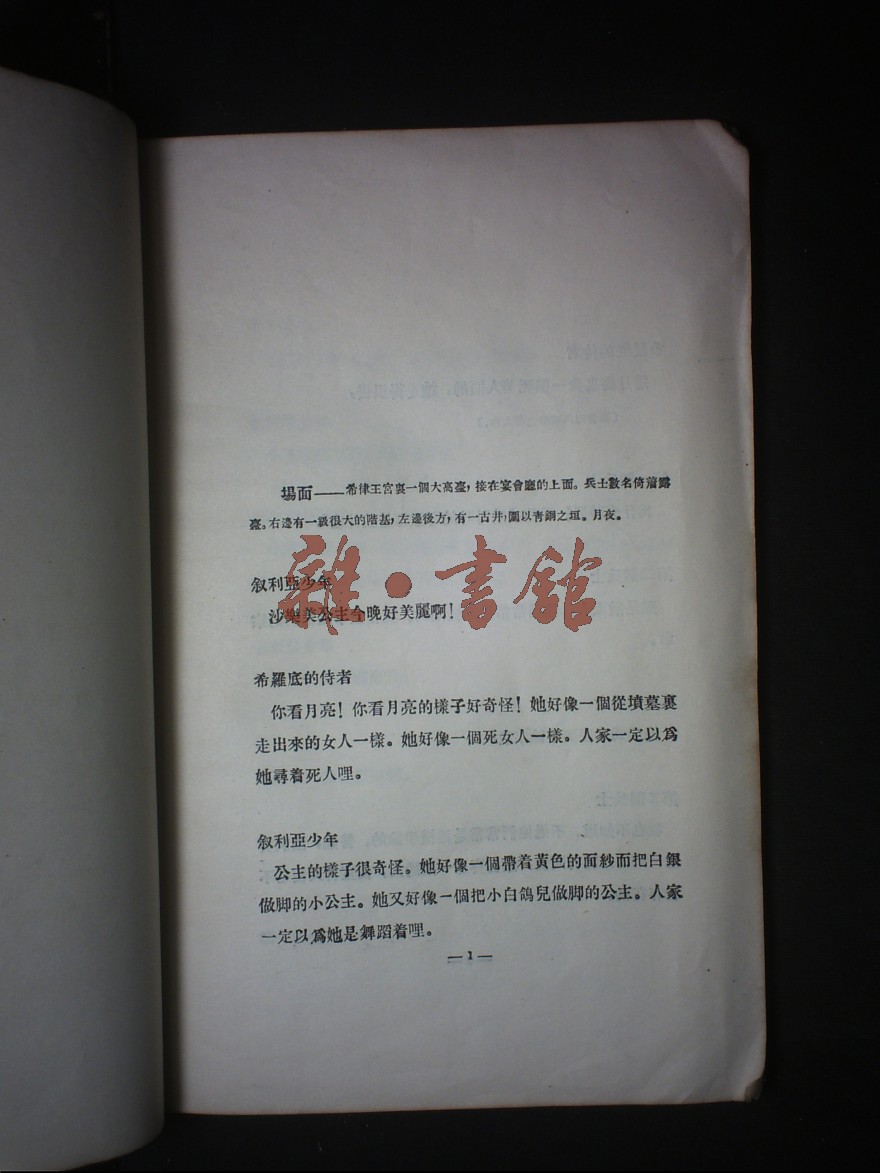 場面——希律王宮裏一個大高臺,接在宴會廳的上面。兵士數名倚着露
臺。右邊有一級很大的階基,左邊後方,有一古井,圍以靑銅之垣。月夜。
雜·書館
叙利亞少年
沙樂美公主今晚好美麗啊!
希羅底的侍者
你看月亮!你看月亮的樣子好奇怪!她好像一個從墳墓裏
走出來的女人一樣。她好像一個死女人一樣。人家一定以爲
她尋着死人哩。
叙利亞少年
公主的樣子很奇怪。她好像一個帶着黃色的面紗而把白銀
做脚的小公主。她又好像一個把小白鴿兒做脚的公主。人家
一定以爲她是舞蹈着哩。
—1—